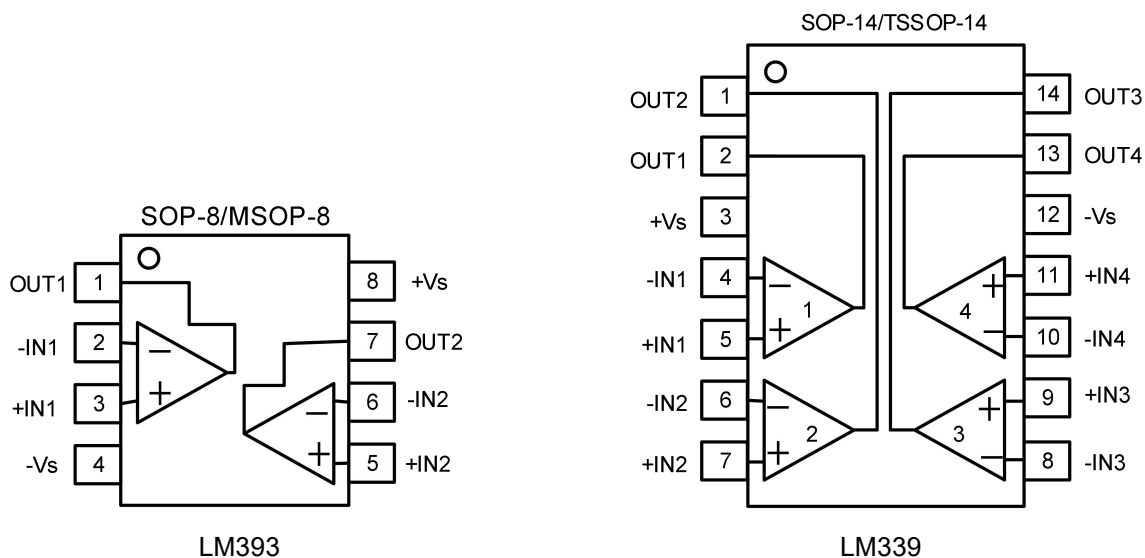 SOP-8/MSOP-8
OUT1 1
-IN1 2
+IN1 3
-Vs 4
8 +Vs
7 OUT2
6 -IN2
5 +IN2
− +
− +
LM393
SOP-14/TSSOP-14
OUT2 1
OUT1 2
+Vs 3
-IN1 4
+IN1 5
-IN2 6
+IN2 7
14 OUT3
13 OUT4
12 -Vs
11 +IN4
10 -IN4
9 +IN3
8 -IN3
− + 1
− + 2
+ − 4
+ − 3
LM339